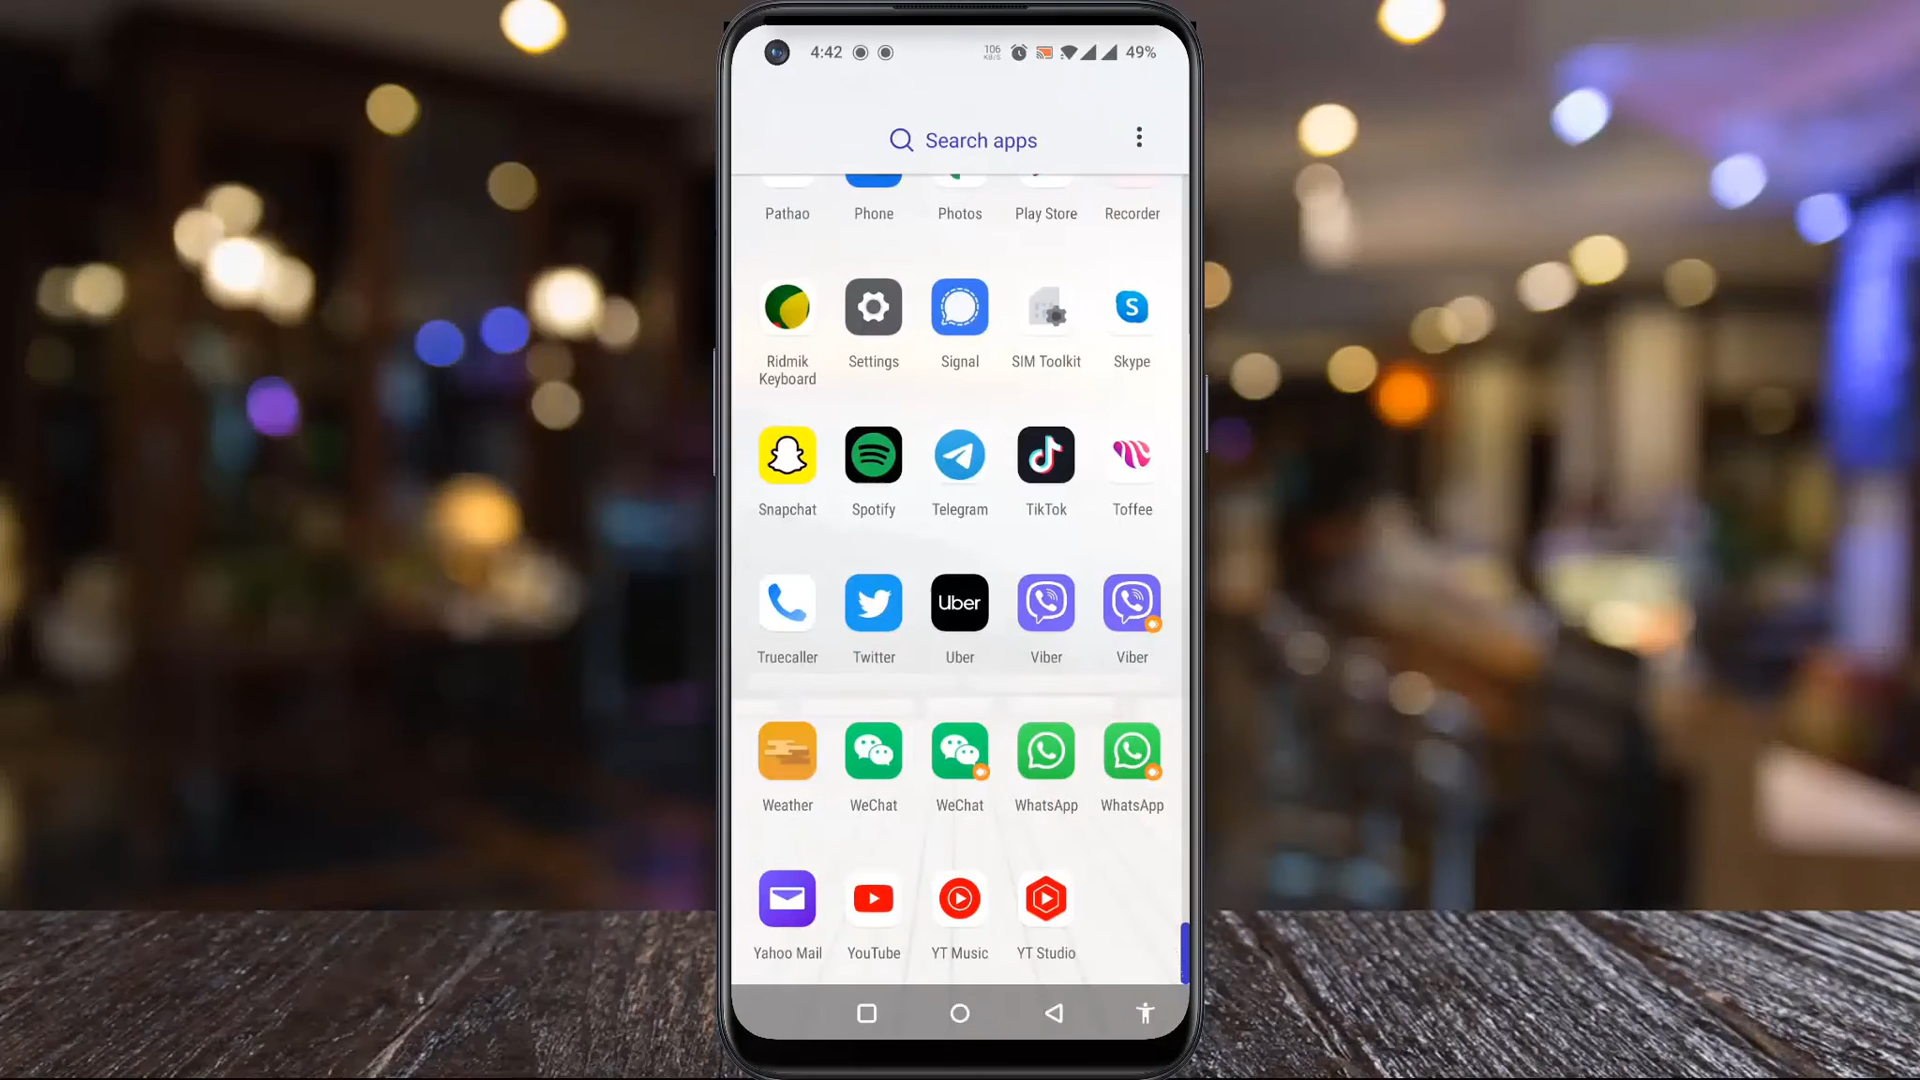 4:42 106 KB/S 49%
Search apps
Pathao Phone Photos Play Store Recorder
S
Ridmik Settings Signal SIM Toolkit Skype
Keyboard
Snapchat Spotify Telegram TikTok Toffee
Uber
Truecaller Twitter Uber Viber Viber
Weather WeChat WeChat WhatsApp WhatsApp
Yahoo Mail YouTube YT Music YT Studio